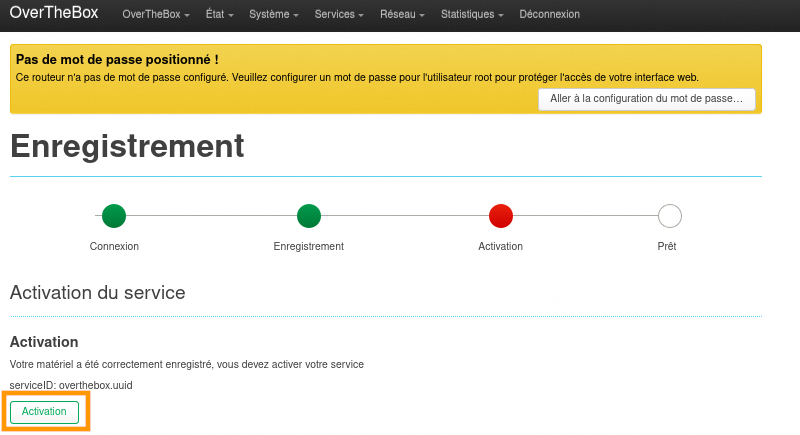 OverTheBox OverTheBox État Système Services Réseau Statistiques Déconnexion
Pas de mot de passe positionné !
Ce routeur n'a pas de mot de passe configuré. Veuillez configurer un mot de passe pour l'utilisateur root pour protéger l'accès de votre interface web.
Aller à la configuration du mot de passe…
Enregistrement
Connexion Enregistrement Activation Prêt
Activation du service
Activation
Votre matériel a été correctement enregistré, vous devez activer votre service
serviceID: overthebox.uuid
Activation